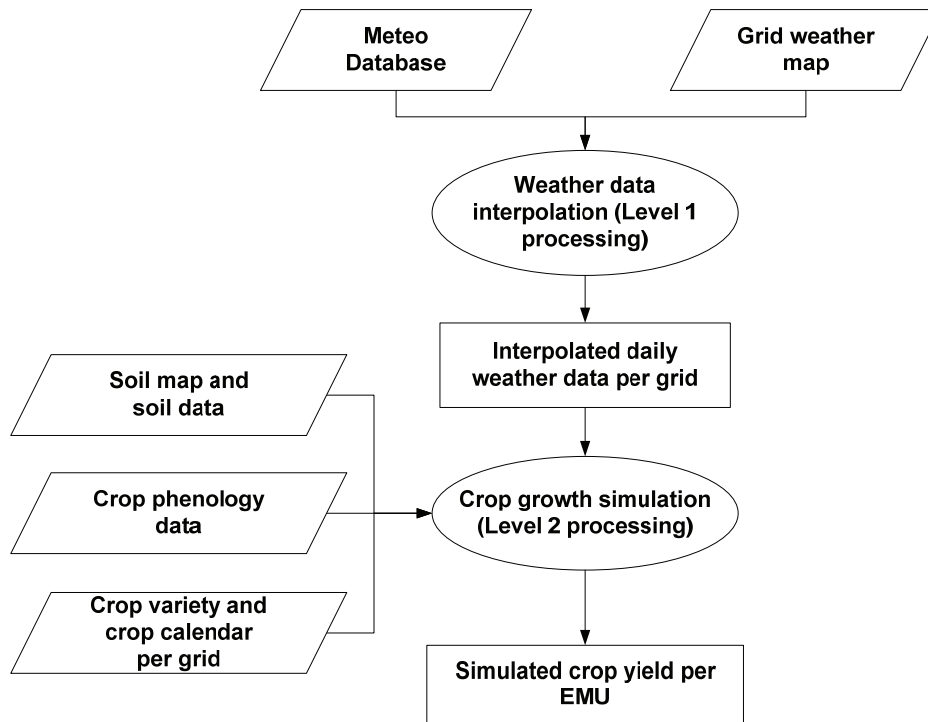 Meteo
Database
Grid weather
map
Weather data
interpolation (Level 1
processing)
Interpolated daily
weather data per grid
Soil map and
soil data
Crop phenology
data
Crop growth simulation
(Level 2 processing)
Crop variety and
crop calendar
per grid
Simulated crop yield per
EMU